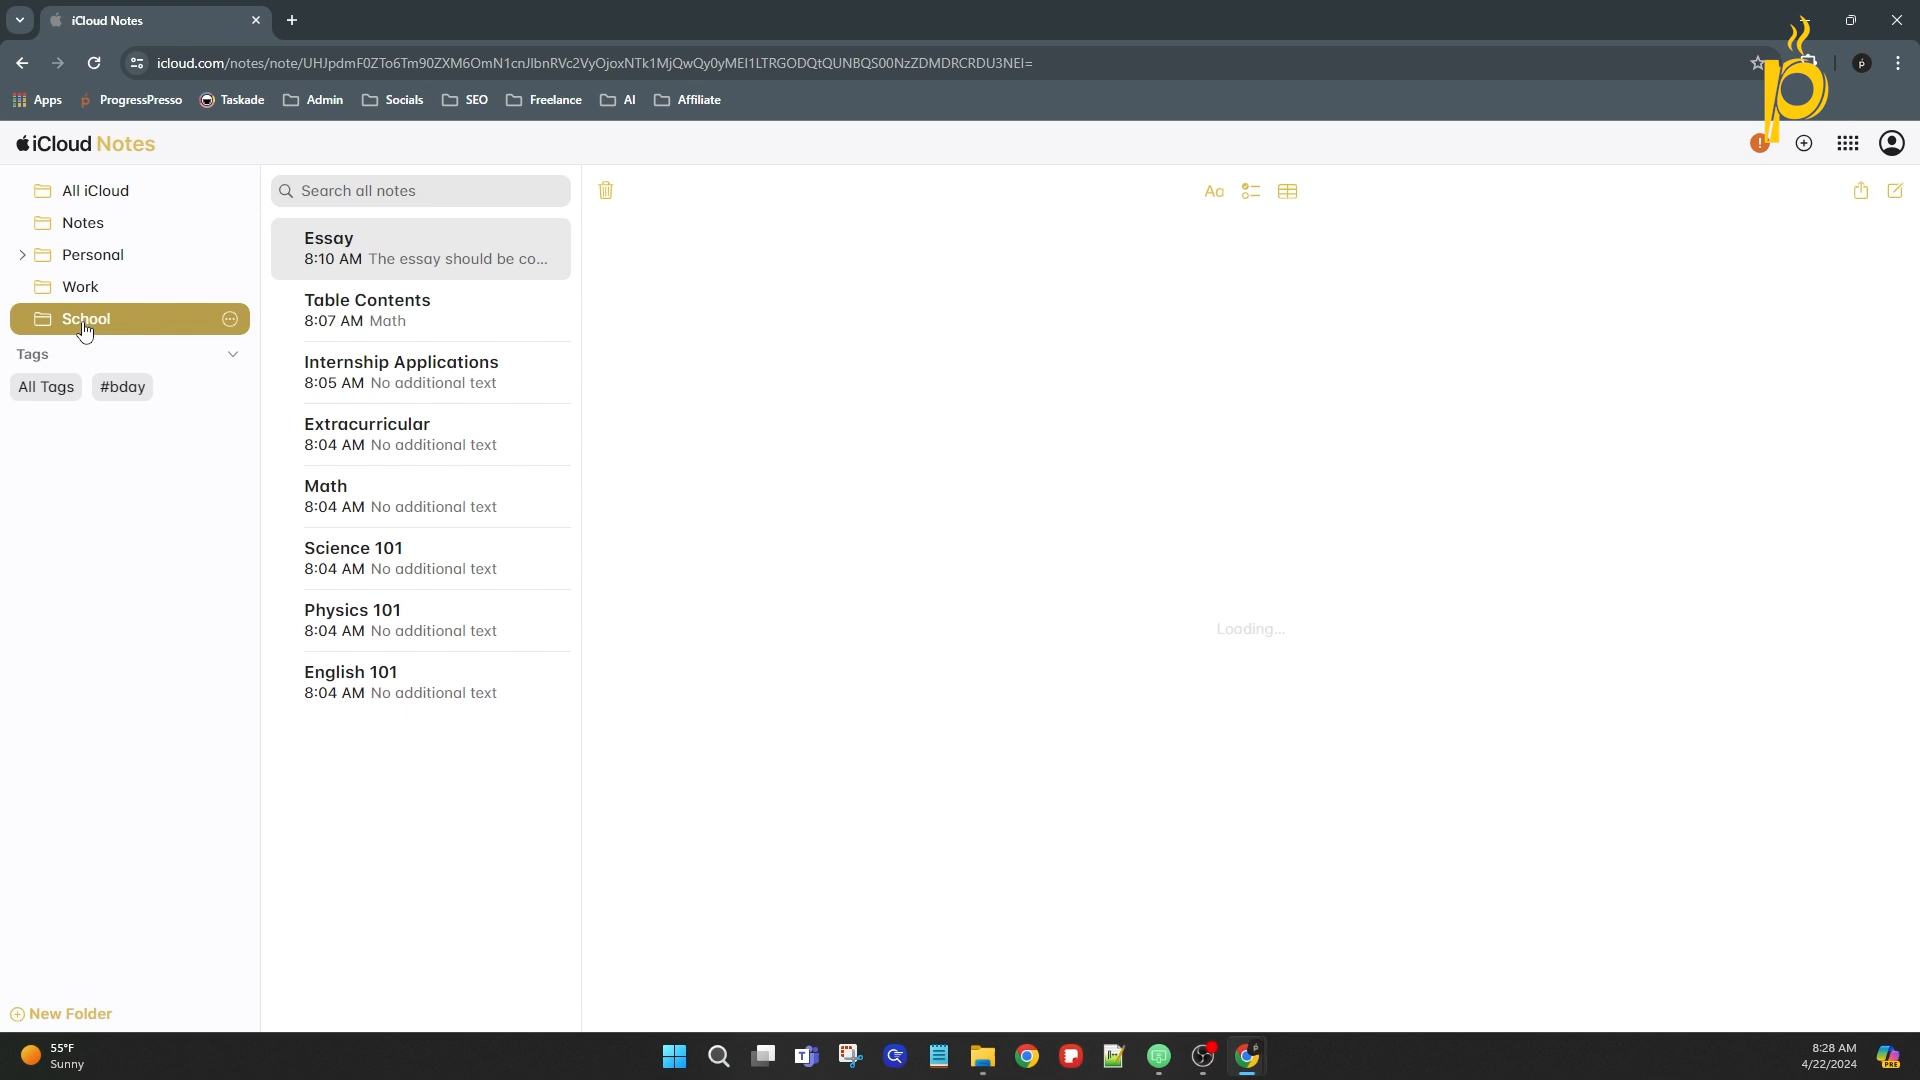 iCloud Notes
icloud.com/notes/note/UHJpdmF0ZTo6Tm90ZXM6OmN1cnJlbnRVc2VyOjoxNTk1MjQwQy0yMEI1LTRGODQtQUNBQS00NzZDMDRCRDU3NEI=
Apps
ProgressPresso
Taskade
Admin
Socials
SEO
Freelance
AI
Affiliate
iCloud Notes
All iCloud
Notes
Personal
Work
School
Tags
All Tags
#bday
New Folder
Search all notes
Essay
8:10 AM The essay should be co...
Table Contents
8:07 AM Math
Internship Applications
8:05 AM No additional text
Extracurricular
8:04 AM No additional text
Math
8:04 AM No additional text
Science 101
8:04 AM No additional text
Physics 101
8:04 AM No additional text
English 101
8:04 AM No additional text
Aa
Loading...
55°F
Sunny
8:28 AM
4/22/2024
PRE